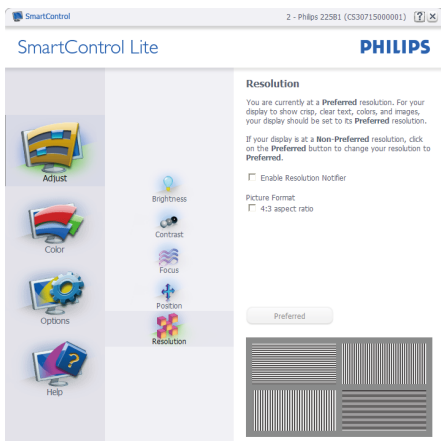 SmartControl
2 - Philips 225B1 (CS30715000001)
SmartControl Lite
PHILIPS
Adjust
Color
Options
Help
Brightness
Contrast
Focus
Position
Resolution
Resolution
You are currently at a Preferred resolution. For your
display to show crisp, clear text, colors, and images,
your display should be set to its Preferred resolution.
If your display is at a Non-Preferred resolution, click
on the Preferred button to change your resolution to
Preferred.
Enable Resolution Notifier
Picture Format
4:3 aspect ratio
Preferred